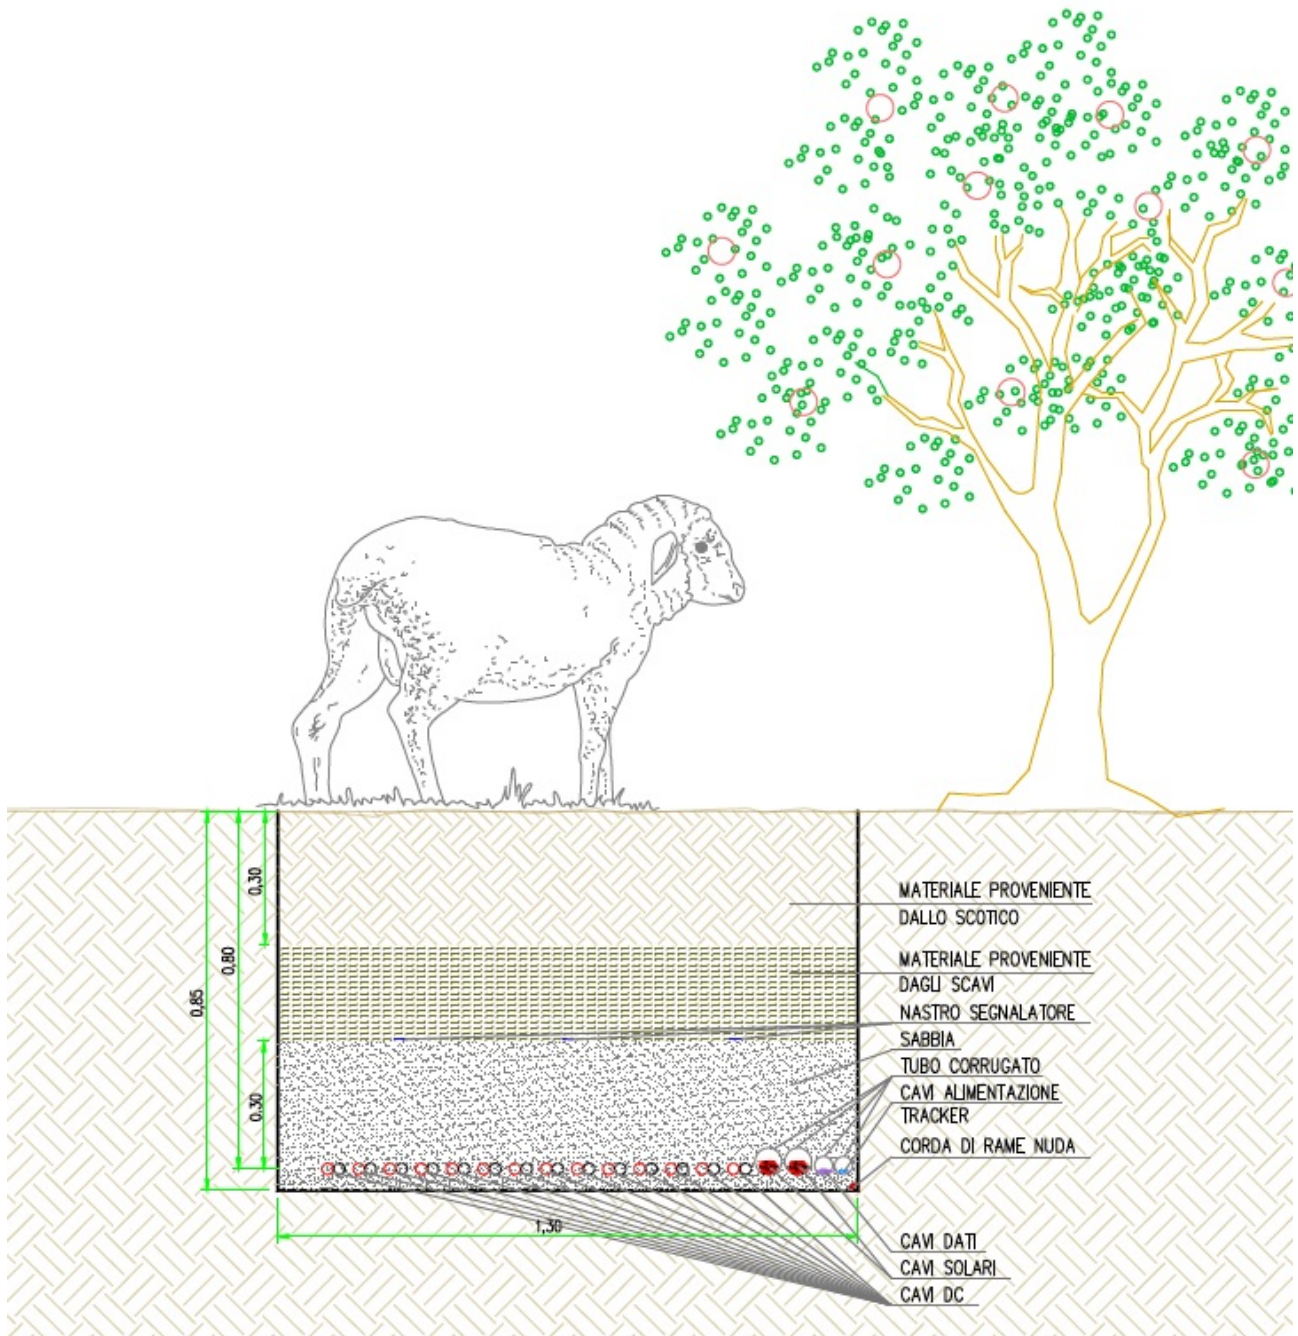 0,30
0,80
0,85
0,30
1,30
MATERIALE PROVENIENTE
DALLO SCOTICO
MATERIALE PROVENIENTE
DAGLI SCAVI
NASTRO SEGNALATORE
SABBIA
TUBO CORRUGATO
CAVI ALIMENTAZIONE
TRACKER
CORDA DI RAME NUDA
CAVI DATI
CAVI SOLARI
CAVI DC